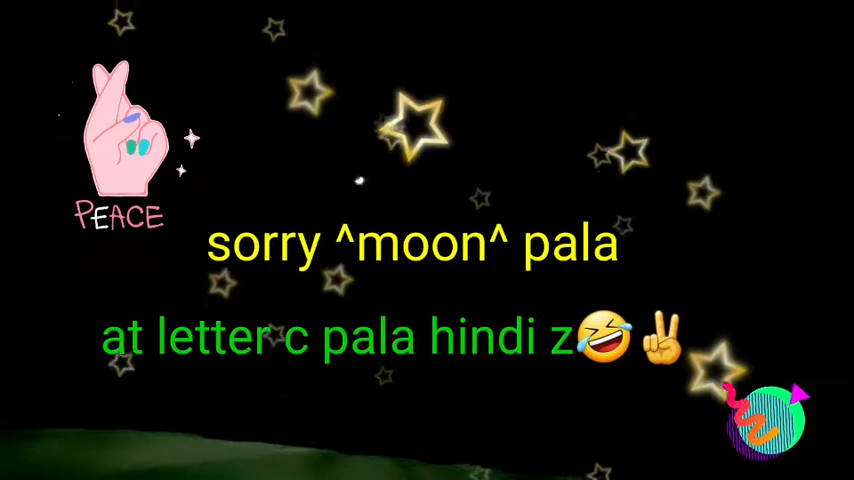 PEACE
sorry ^moon^ pala
at letter c pala hindi z🤣✌